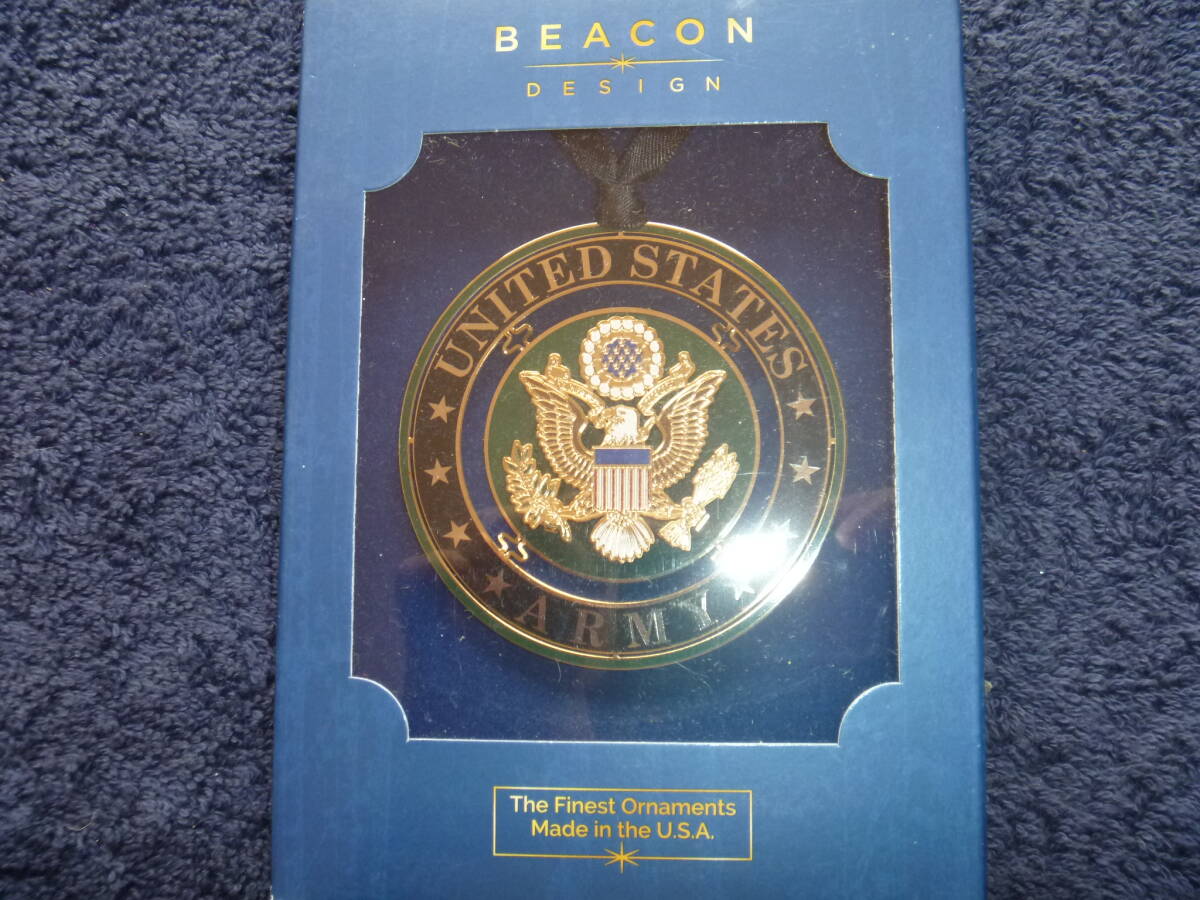 BEACON
DESIGN
UNITED STATES
ARMY
The Finest Ornaments
Made in the U.S.A.